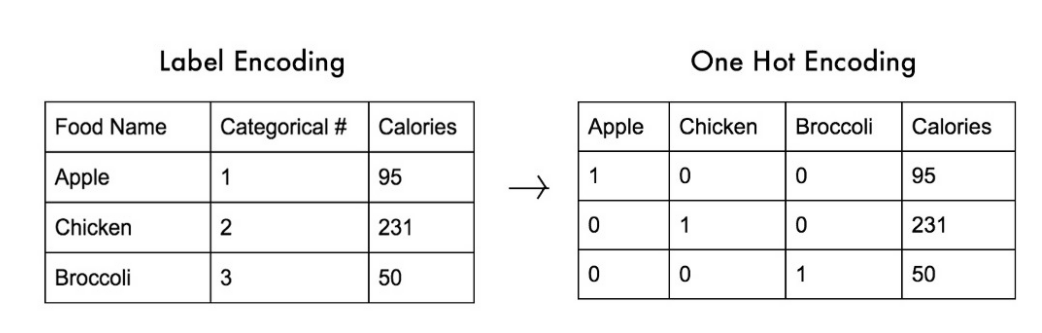 Label Encoding
Food Name Categorical # Calories
Apple 1 95
Chicken 2 231
Broccoli 3 50
→
One Hot Encoding
Apple Chicken Broccoli Calories
1 0 0 95
0 1 0 231
0 0 1 50